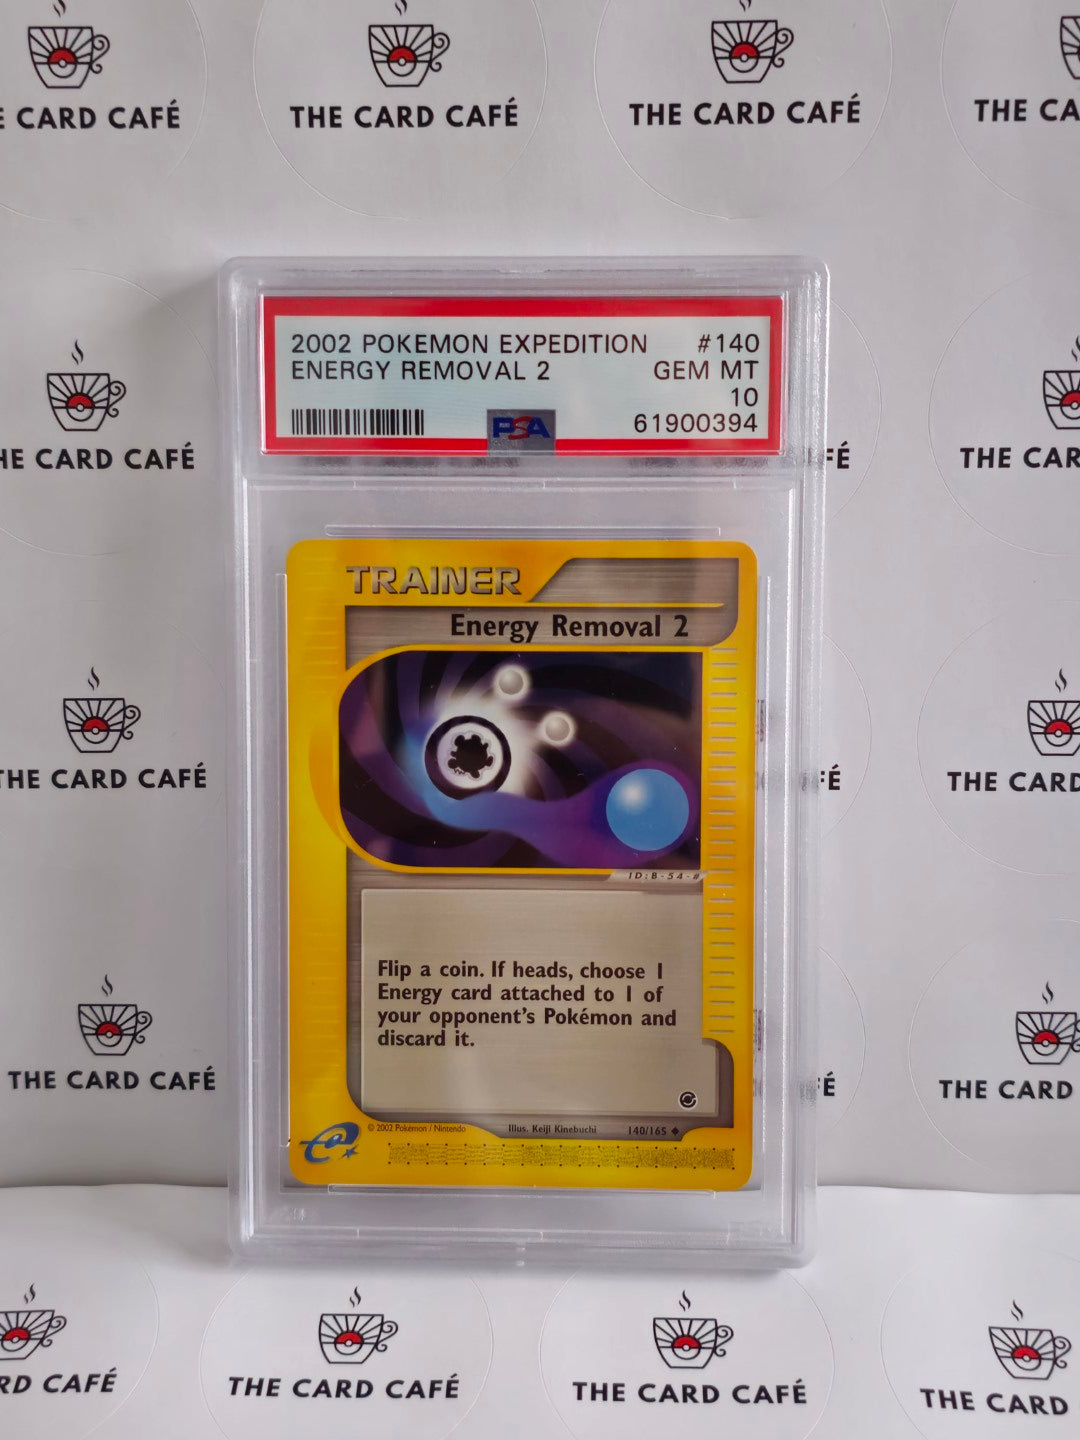 E CARD CAFÉ
THE CARD CAFÉ
THE CARD CAFÉ
THE CA
2002 POKEMON EXPEDITION #140
ENERGY REMOVAL 2 GEM MT
10
PSA 61900394
HE CARD CAFÉ
FÉ
THE CAR
TRAINER
Energy Removal 2
ID:B-54-#
THE CARD CAFÉ
FÉ
THE CARD
Flip a coin. If heads, choose 1
Energy card attached to 1 of
your opponent's Pokémon and
discard it.
THE CARD CAFÉ
FÉ
THE CARD
© 2002 Pokémon / Nintendo Illus. Keiji Kinebuchi 140/165
e
RD CAFÉ
THE CARD CAFÉ
THE CARD CAFÉ
THE CARD